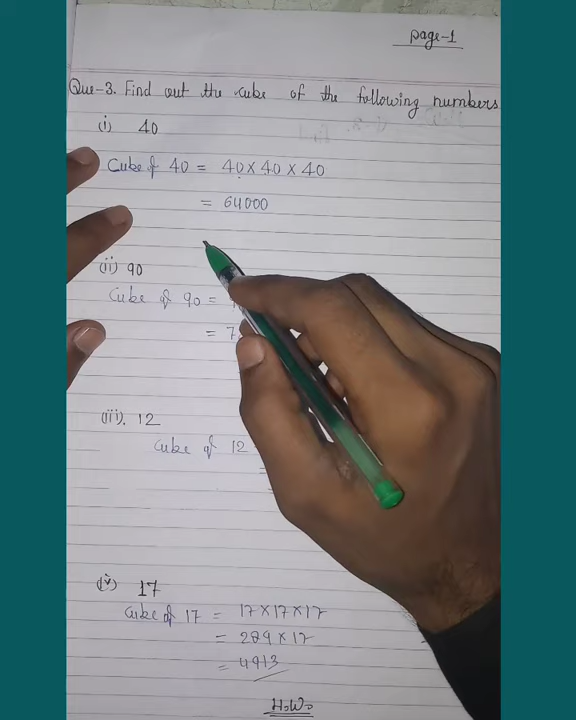 page-1
Que-3. Find out the cube of the following numbers.
(i) 40
Cube of 40 = 40 × 40 × 40
= 64000
(ii) 90
Cube of 90 =
= 7
(iii). 12
Cube of 12
(iv) 17
Cube of 17 = 17 × 17 × 17
= 289 × 17
= 4913
H.W.